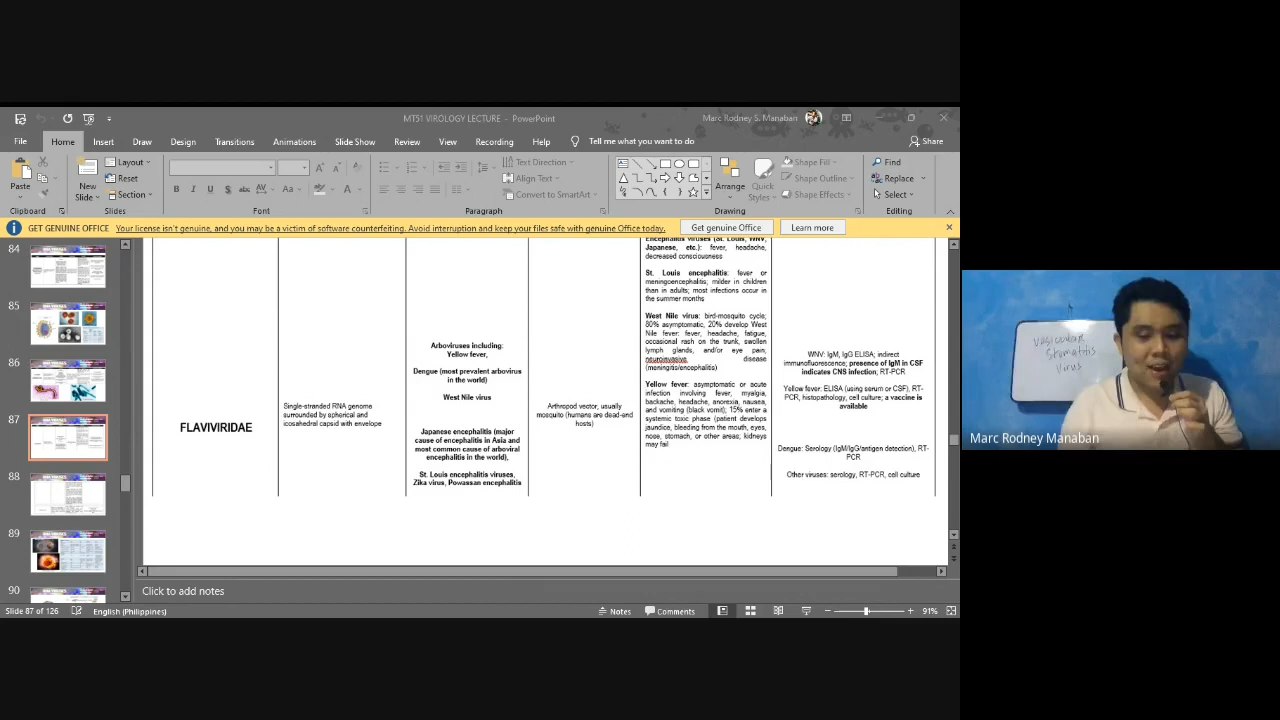 MT51 VIROLOGY LECTURE - PowerPoint
Marc Rodney S. Manaban
File Home Insert Draw Design Transitions Animations Slide Show Review View Recording Help Tell me what you want to do Share
Paste
New Slide
Layout
Reset
Section
Text Direction
Align Text
Convert to SmartArt
Arrange
Quick Styles
Shape Fill
Shape Outline
Shape Effects
Find
Replace
Select
Clipboard Slides Font Paragraph Drawing Editing
GET GENUINE OFFICE Your license isn't genuine, and you may be a victim of software counterfeiting. Avoid interruption and keep your files safe with genuine Office today. Get genuine Office Learn more
84
85
86
87
88
89
90
FLAVIVIRIDAE
Single-stranded RNA genome
surrounded by spherical and
icosahedral capsid with envelope
Arboviruses including:
Yellow fever,
Dengue (most prevalent arbovirus
in the world)
West Nile virus
Japanese encephalitis (major
cause of encephalitis in Asia and
most common cause of arboviral
encephalitis in the world),
St. Louis encephalitis viruses,
Zika virus, Powassan encephalitis
Arthropod vector, usually
mosquito (humans are dead-end
hosts)
Encephalitis viruses (St. Louis, WNV,
Japanese, etc.): fever, headache,
decreased consciousness
St. Louis encephalitis: fever or
meningoencephalitis; milder in children
than in adults; most infections occur in
the summer months
West Nile virus: bird-mosquito cycle;
80% asymptomatic, 20% develop West
Nile fever: fever, headache, fatigue,
occasional rash on the trunk, swollen
lymph glands, and/or eye pain;
neuroinvasive disease
(meningitis/encephalitis)
Yellow fever: asymptomatic or acute
infection involving fever, myalgia,
backache, headache, anorexia, nausea,
and vomiting (black vomit); 15% enter a
systemic toxic phase (patient develops
jaundice, bleeding from the mouth, eyes,
nose, stomach, or other areas; kidneys
may fail
WNV: IgM, IgG ELISA; indirect
immunofluorescence; presence of IgM in CSF
indicates CNS infection; RT-PCR
Yellow fever: ELISA (using serum or CSF), RT-
PCR, histopathology, cell culture; a vaccine is
available
Dengue: Serology (IgM/IgG/antigen detection), RT-
PCR
Other viruses: serology, RT-PCR, cell culture
Click to add notes
Slide 87 of 126 English (Philippines) Notes Comments 91%
Vesicular
Stomatitis
Virus
Marc Rodney Manaban